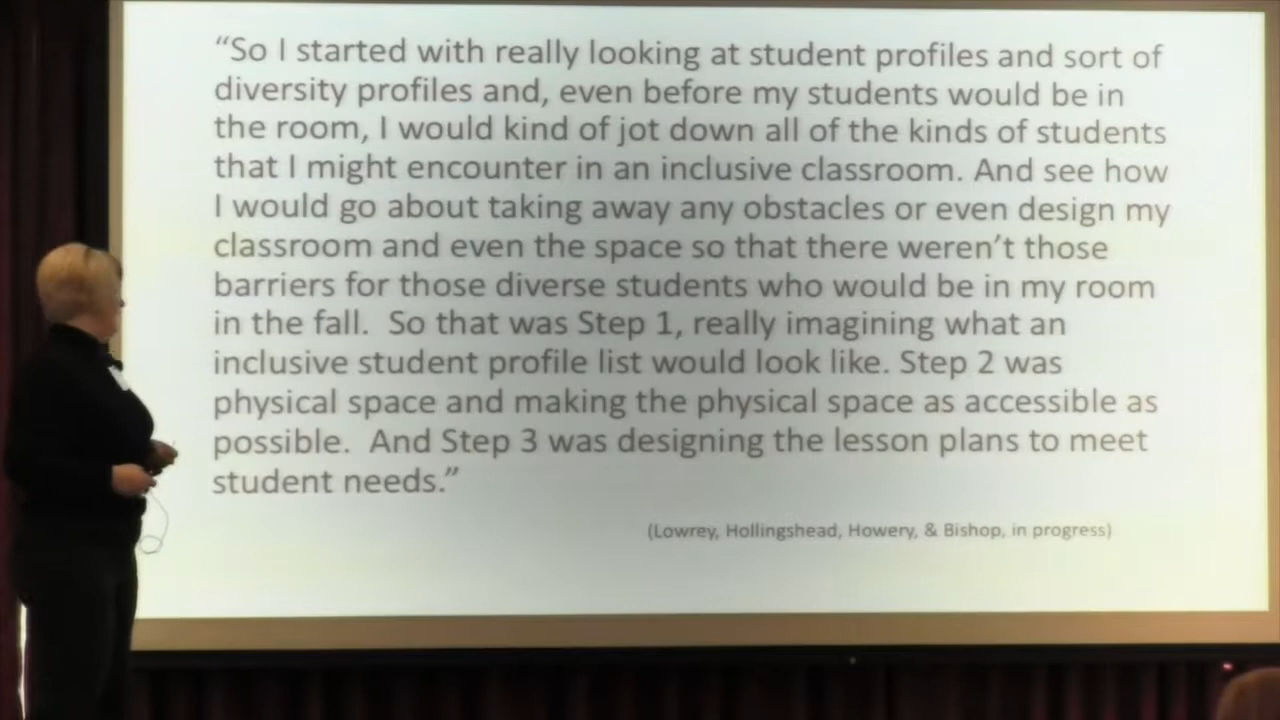 “So I started with really looking at student profiles and sort of
diversity profiles and, even before my students would be in
the room, I would kind of jot down all of the kinds of students
that I might encounter in an inclusive classroom. And see how
I would go about taking away any obstacles or even design my
classroom and even the space so that there weren’t those
barriers for those diverse students who would be in my room
in the fall.  So that was Step 1, really imagining what an
inclusive student profile list would look like. Step 2 was
physical space and making the physical space as accessible as
possible.  And Step 3 was designing the lesson plans to meet
student needs.”
(Lowrey, Hollingshead, Howery, & Bishop, in progress)